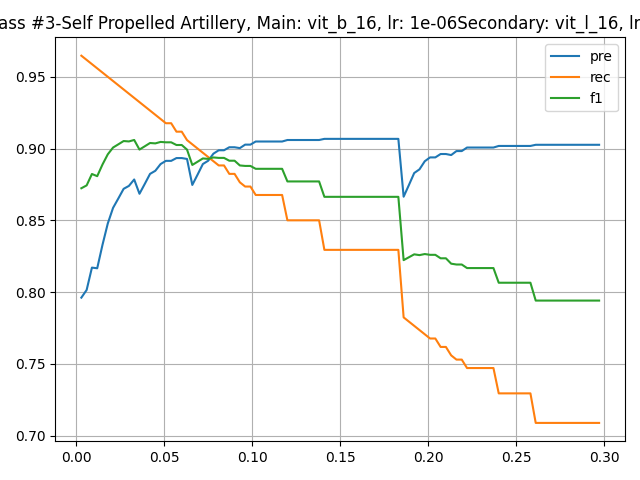 ass #3-Self Propelled Artillery, Main: vit_b_16, lr: 1e-06Secondary: vit_l_16, lr
pre
rec
f1
0.95
0.90
0.85
0.80
0.75
0.70
0.00 0.05 0.10 0.15 0.20 0.25 0.30